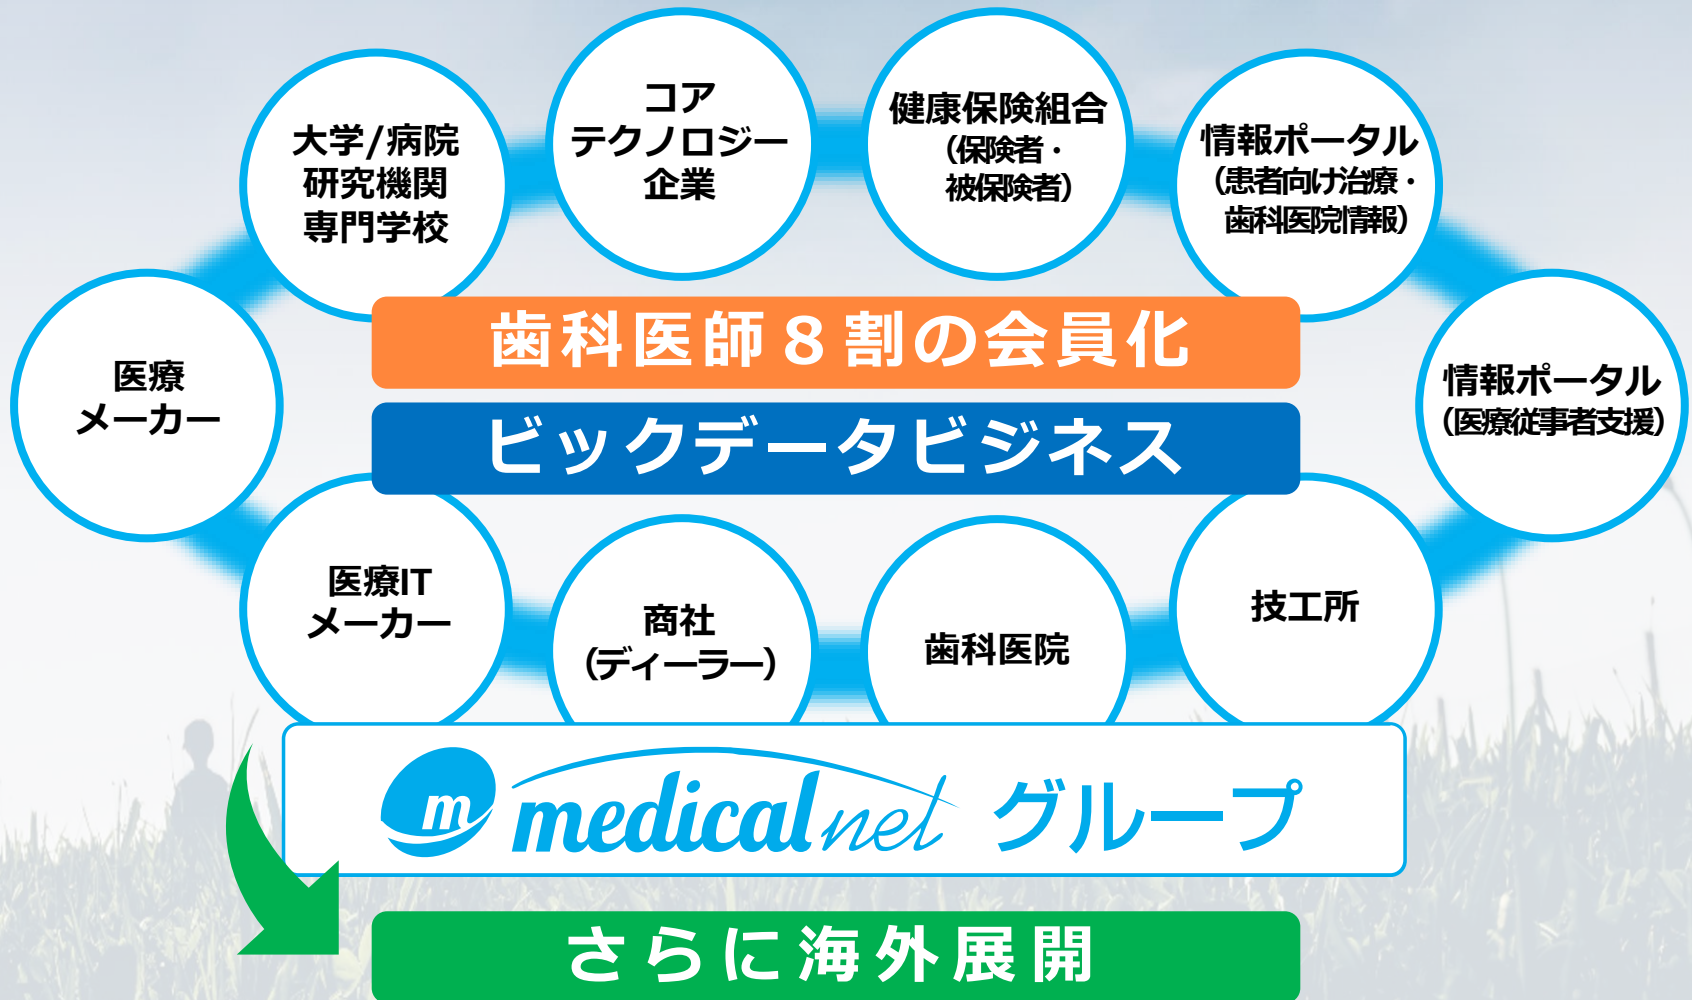 コア
テクノロジー
企業
健康保険組合
（保険者・
被保険者）
大学/病院
研究機関
専門学校
情報ポータル
（患者向け治療・
歯科医院情報）
歯科医師８割の会員化
医療
メーカー
情報ポータル
（医療従事者支援）
ビックデータビジネス
医療IT
メーカー
商社
（ディーラー）
歯科医院
技工所
m medicalnet グループ
さらに海外展開